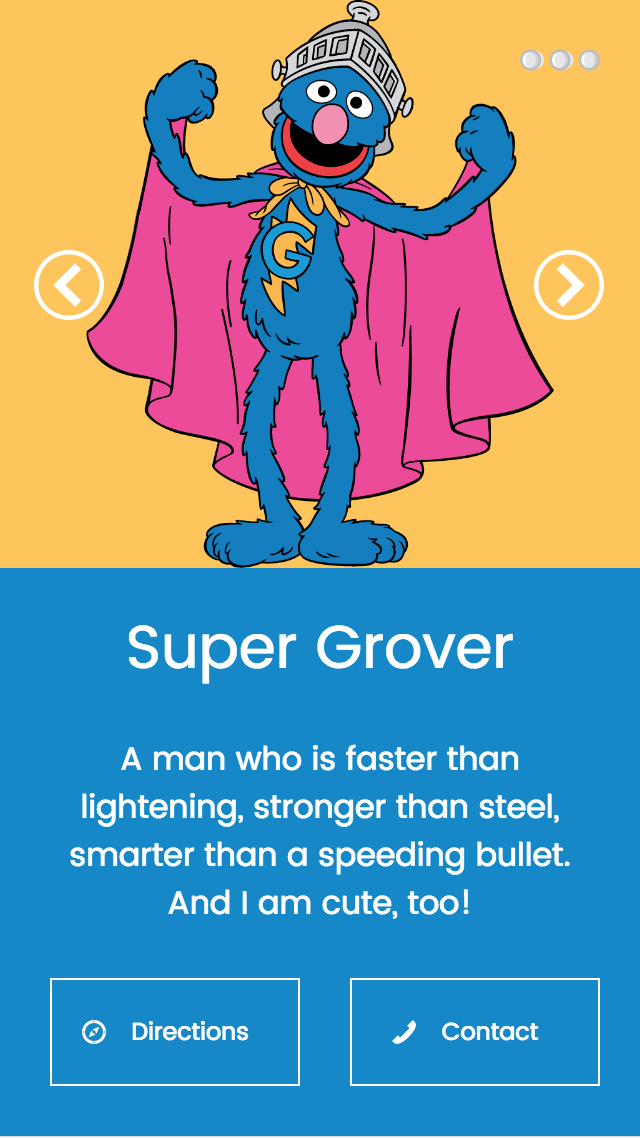 G
Super Grover
A man who is faster than
lightening, stronger than steel,
smarter than a speeding bullet.
And I am cute, too!
Directions
Contact